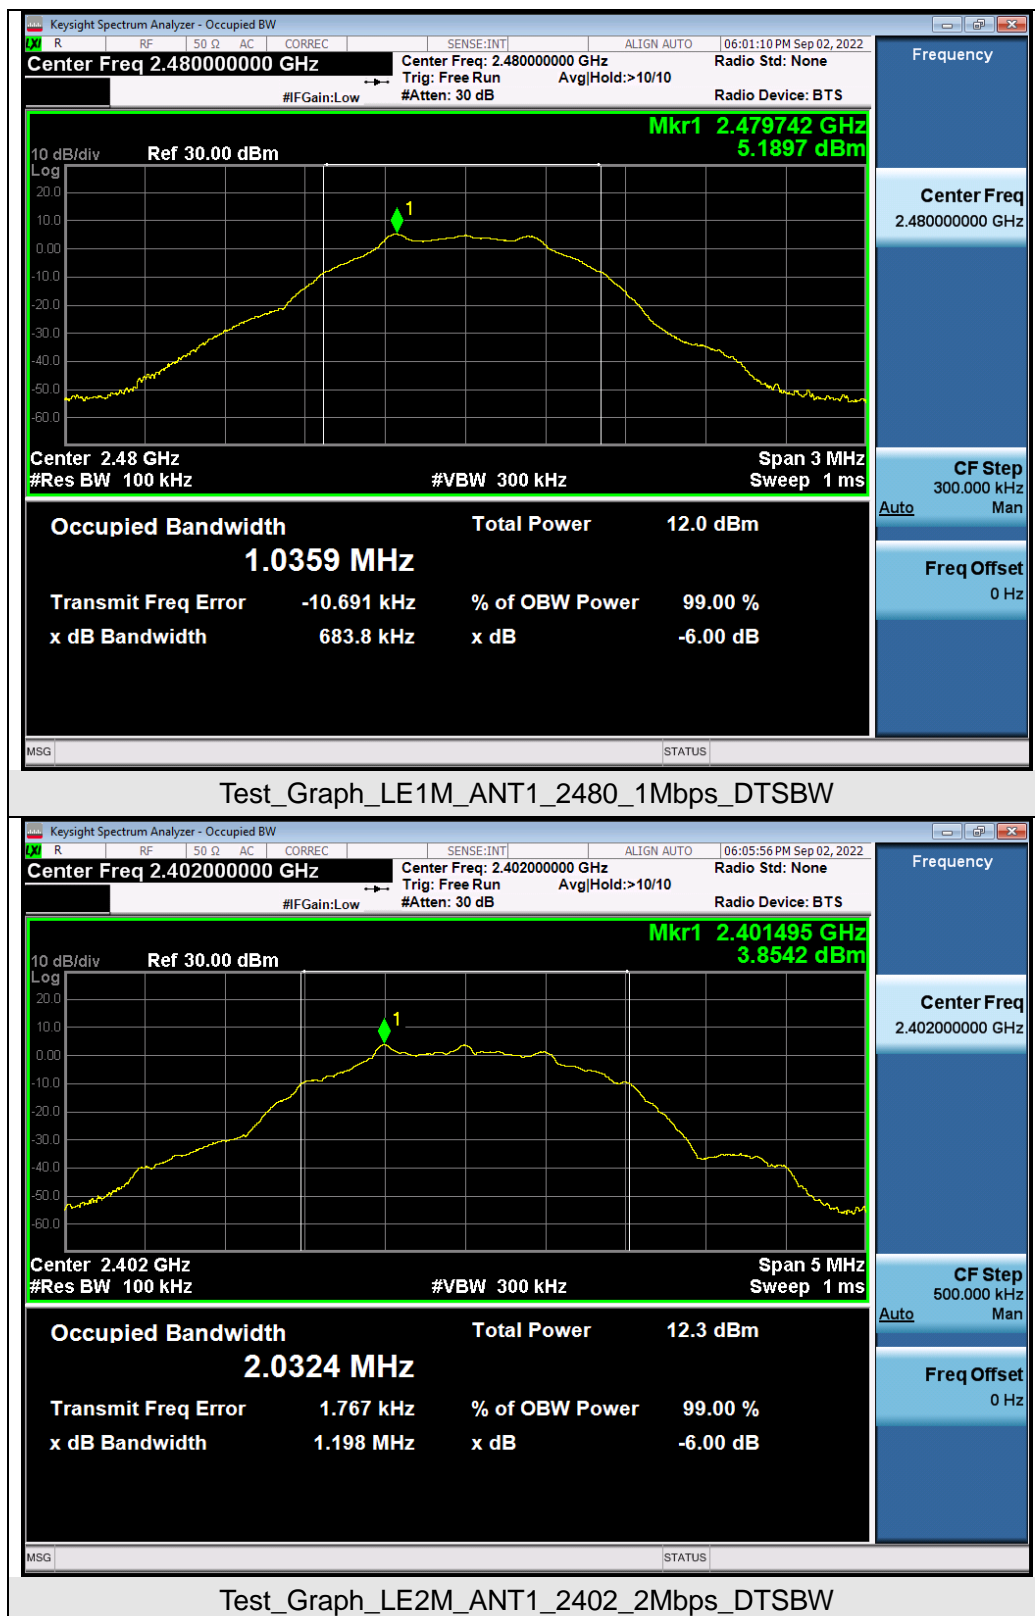 Keysight Spectrum Analyzer - Occupied BW
LXI R RF 50 Ω AC CORREC SENSE:INT ALIGN AUTO 06:01:10 PM Sep 02, 2022
Center Freq 2.480000000 GHz
Center Freq: 2.480000000 GHz Radio Std: None
Trig: Free Run Avg|Hold:>10/10
#IFGain:Low #Atten: 30 dB Radio Device: BTS
Frequency
Mkr1 2.479742 GHz
5.1897 dBm
10 dB/div Ref 30.00 dBm
Log
20.0
10.0
0.00
-10.0
-20.0
-30.0
-40.0
-50.0
-60.0
1
Center 2.48 GHz Span 3 MHz
#Res BW 100 kHz #VBW 300 kHz Sweep 1 ms
Center Freq
2.480000000 GHz
CF Step
300.000 kHz
Auto Man
Freq Offset
0 Hz
Occupied Bandwidth Total Power 12.0 dBm
1.0359 MHz
Transmit Freq Error -10.691 kHz % of OBW Power 99.00 %
x dB Bandwidth 683.8 kHz x dB -6.00 dB
MSG STATUS
Test_Graph_LE1M_ANT1_2480_1Mbps_DTSBW
Keysight Spectrum Analyzer - Occupied BW
LXI R RF 50 Ω AC CORREC SENSE:INT ALIGN AUTO 06:05:56 PM Sep 02, 2022
Center Freq 2.402000000 GHz
Center Freq: 2.402000000 GHz Radio Std: None
Trig: Free Run Avg|Hold:>10/10
#IFGain:Low #Atten: 30 dB Radio Device: BTS
Frequency
Mkr1 2.401495 GHz
3.8542 dBm
10 dB/div Ref 30.00 dBm
Log
20.0
10.0
0.00
-10.0
-20.0
-30.0
-40.0
-50.0
-60.0
1
Center 2.402 GHz Span 5 MHz
#Res BW 100 kHz #VBW 300 kHz Sweep 1 ms
Center Freq
2.402000000 GHz
CF Step
500.000 kHz
Auto Man
Freq Offset
0 Hz
Occupied Bandwidth Total Power 12.3 dBm
2.0324 MHz
Transmit Freq Error 1.767 kHz % of OBW Power 99.00 %
x dB Bandwidth 1.198 MHz x dB -6.00 dB
MSG STATUS
Test_Graph_LE2M_ANT1_2402_2Mbps_DTSBW